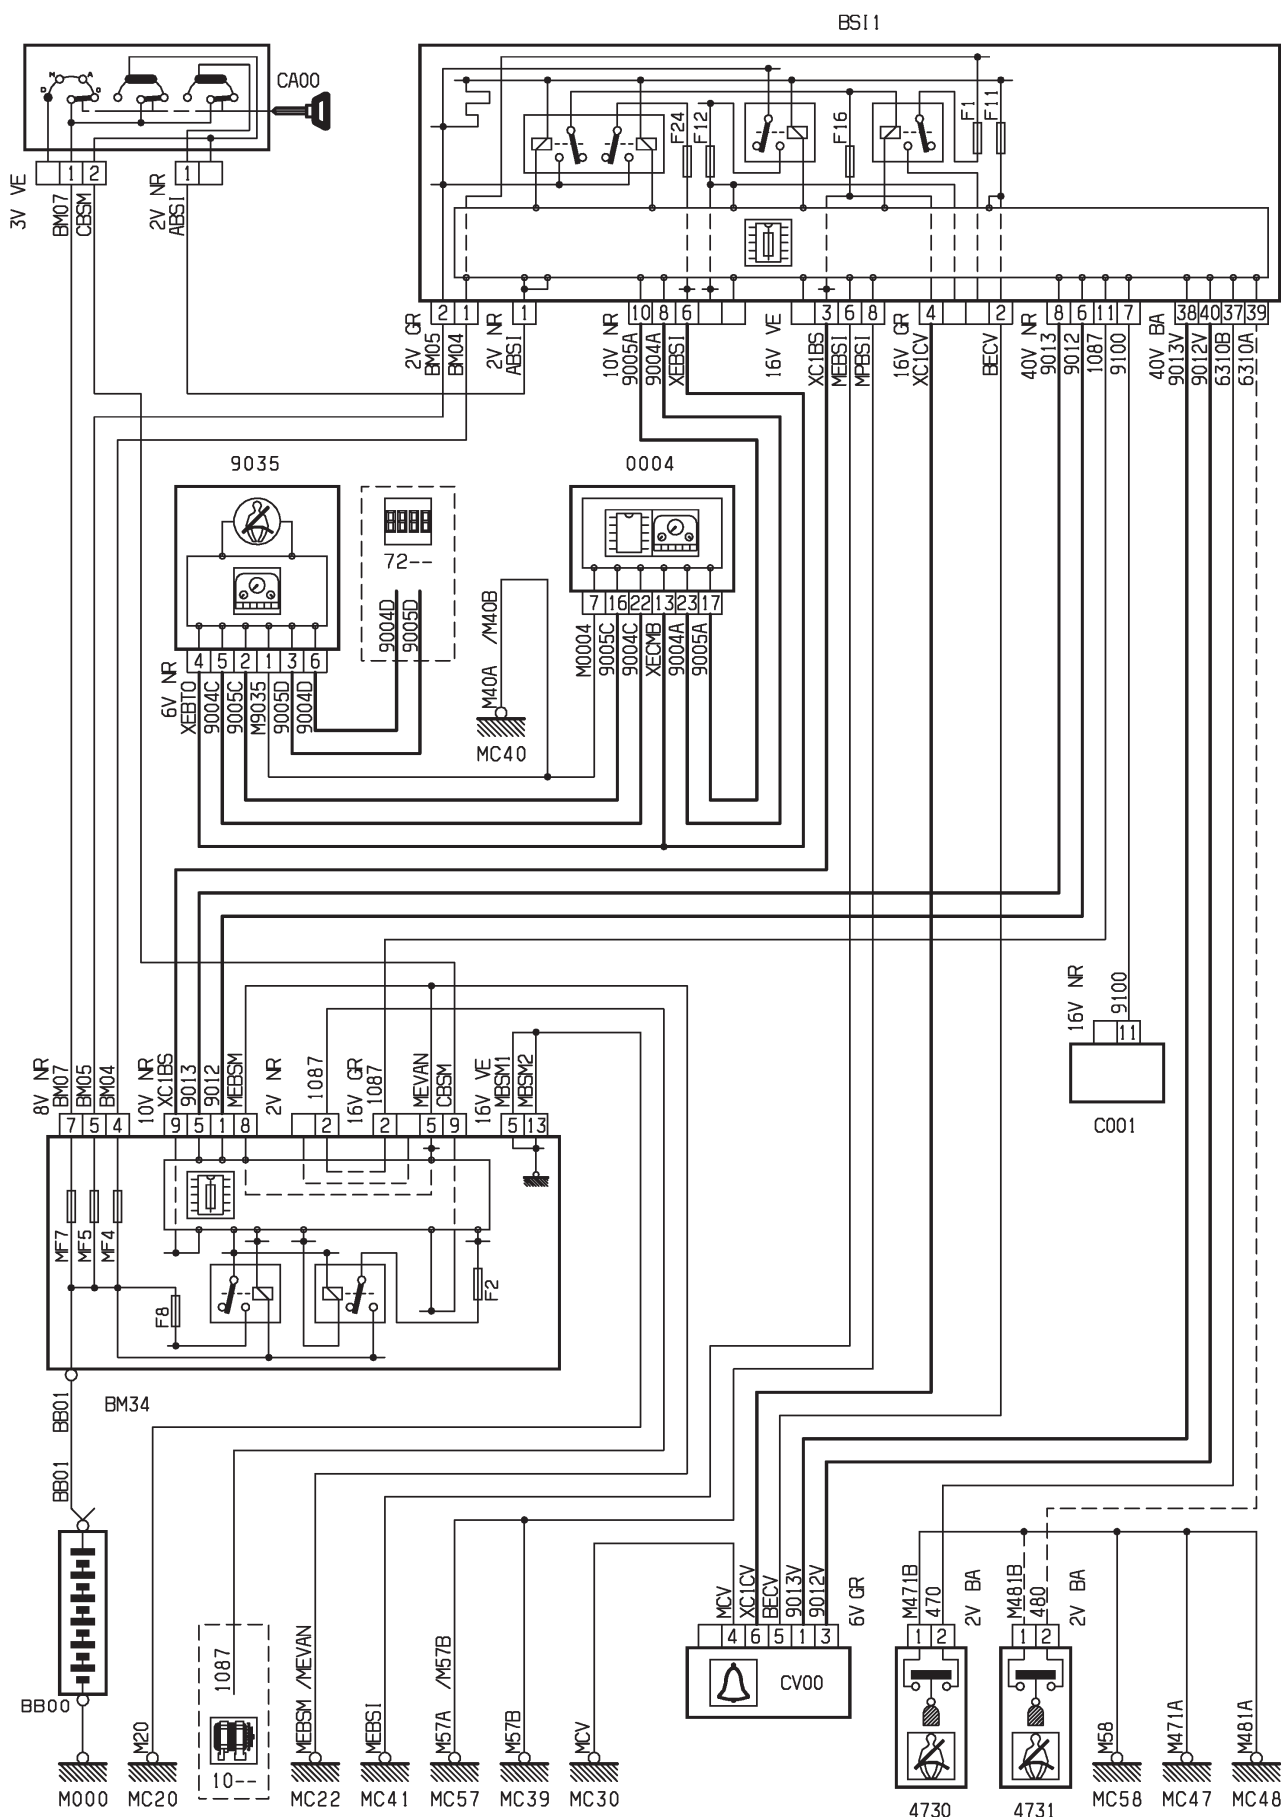 BSI1
N A
D O
CA00
F24 F12 F16 F1 F11
1 2 1
3V VE BM07 CBSM 2V NR ABSI
2 1 1 10 8 6 3 6 8 4 2 8 6 11 7 38 40 37 39
2V GR BM05 BM04 2V NR ABSI 10V NR 9005A 9004A XEBSI 16V VE XC1BS MEBSI MPBSI 16V GR XC1CV BECV 40V NR 9013 9012 1087 9100 40V BA 9013V 9012V 6310B 6310A
9035 0004
72--
9004D 9005D
M40A /M40B
7 16 22 13 23 17
M0004 9005C 9004C XECMB 9004A 9005A
4 5 2 1 3 6
6V NR XEBTO 9004C 9005C M9035 9005D 9004D
MC40
16V NR 9100
11
C001
8V NR BM07 BM05 BM04 10V NR XC1BS 9013 9012 MEBSM 2V NR 1087 16V GR 1087 MEVAN CBSM 16V VE MBSM1 MBSM2
7 5 4 9 5 1 8 2 2 5 9 5 13
MF7 MF5 MF4
F8 F2
BM34
BB01
BB01
BB00
MCV XC1CV BECV 9013V 9012V 6V GR
4 6 5 1 3
CV00
M471B 470 2V BA M481B 480 2V BA
1 2 1 2
M20 1087 MEBSM /MEVAN MEBSI M57A /M57B M57B MCV M58 M471A M481A
10--
M000 MC20 MC22 MC41 MC57 MC39 MC30 MC58 MC47 MC48
4730 4731